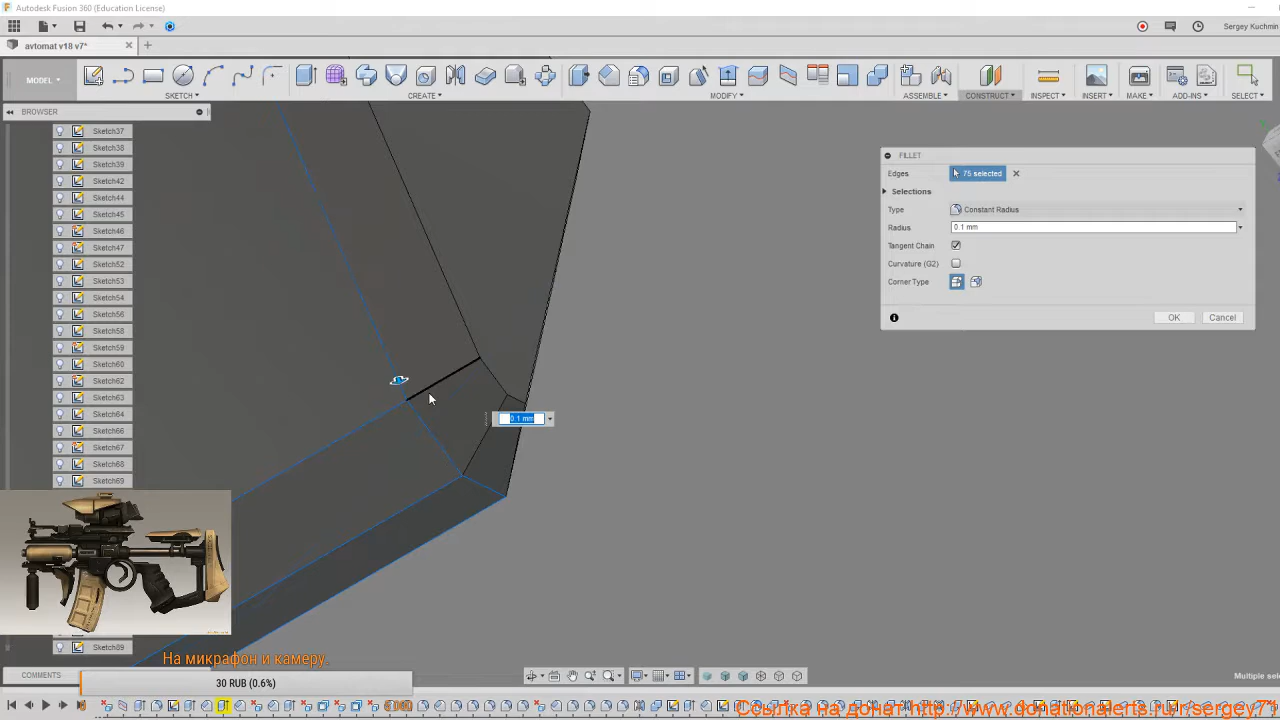 Autodesk Fusion 360 (Education License)
Sergey Kuchmin
avtomat v18 v7*
MODEL
SKETCH
CREATE
MODIFY
ASSEMBLE
CONSTRUCT
INSPECT
INSERT
MAKE
ADD-INS
SELECT
BROWSER
Sketch37
Sketch38
Sketch39
Sketch42
Sketch44
Sketch45
Sketch46
Sketch47
Sketch52
Sketch53
Sketch54
Sketch56
Sketch58
Sketch59
Sketch60
Sketch62
Sketch63
Sketch64
Sketch66
Sketch67
Sketch68
Sketch69
Sketch89
FILLET
Edges 75 selected
Selections
Type Constant Radius
Radius 0.1 mm
Tangent Chain
Curvature (G2)
Corner Type
OK Cancel
0.1 mm
На микрофон и камеру.
30 RUB (0.6%)
COMMENTS
Multiple sele
Ссылка на донат:http://www.donationalerts.ru/r/sergey71